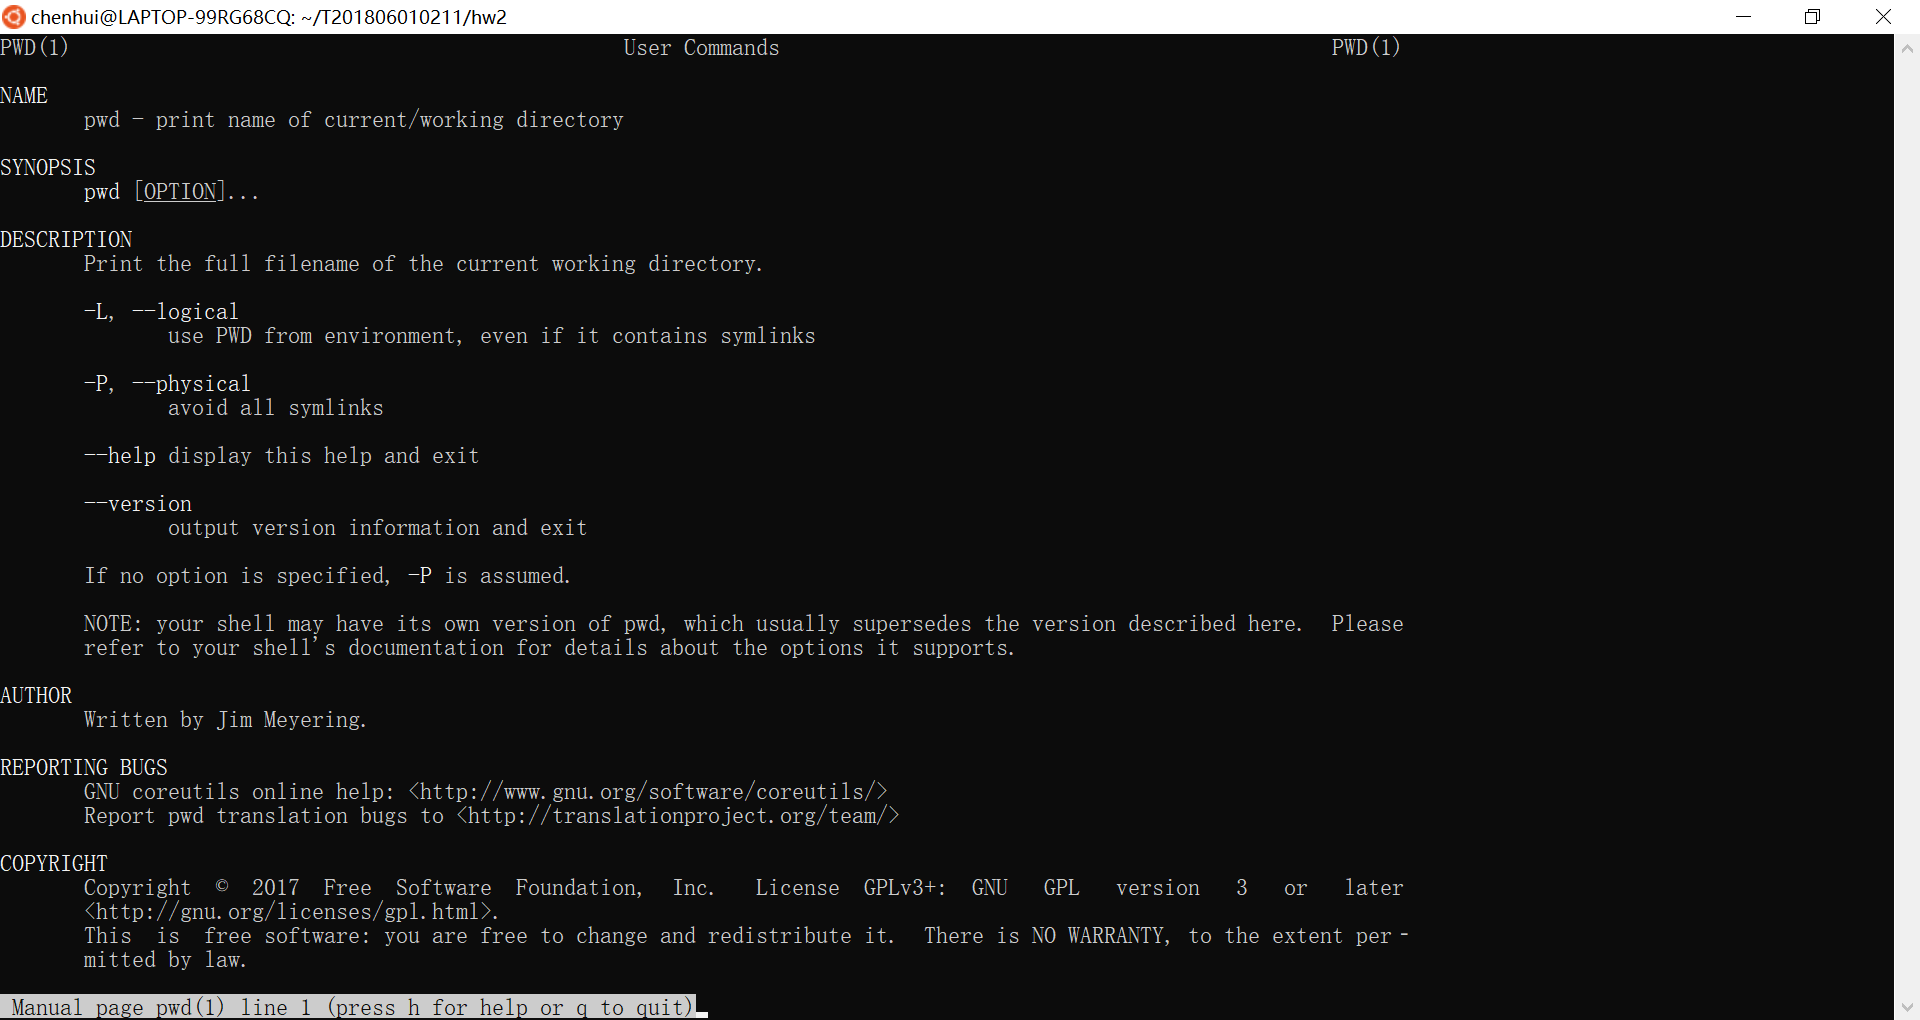 chenhui@LAPTOP-99RG68CQ: ~/T201806010211/hw2
PWD(1) User Commands PWD(1)
NAME
pwd - print name of current/working directory
SYNOPSIS
pwd [OPTION]...
DESCRIPTION
Print the full filename of the current working directory.
-L, --logical
use PWD from environment, even if it contains symlinks
-P, --physical
avoid all symlinks
--help display this help and exit
--version
output version information and exit
If no option is specified, -P is assumed.
NOTE: your shell may have its own version of pwd, which usually supersedes the version described here. Please
refer to your shell's documentation for details about the options it supports.
AUTHOR
Written by Jim Meyering.
REPORTING BUGS
GNU coreutils online help: <http://www.gnu.org/software/coreutils/>
Report pwd translation bugs to <http://translationproject.org/team/>
COPYRIGHT
Copyright © 2017 Free Software Foundation, Inc. License GPLv3+: GNU GPL version 3 or later
<http://gnu.org/licenses/gpl.html>.
This is free software: you are free to change and redistribute it. There is NO WARRANTY, to the extent per‐
mitted by law.
Manual page pwd(1) line 1 (press h for help or q to quit)